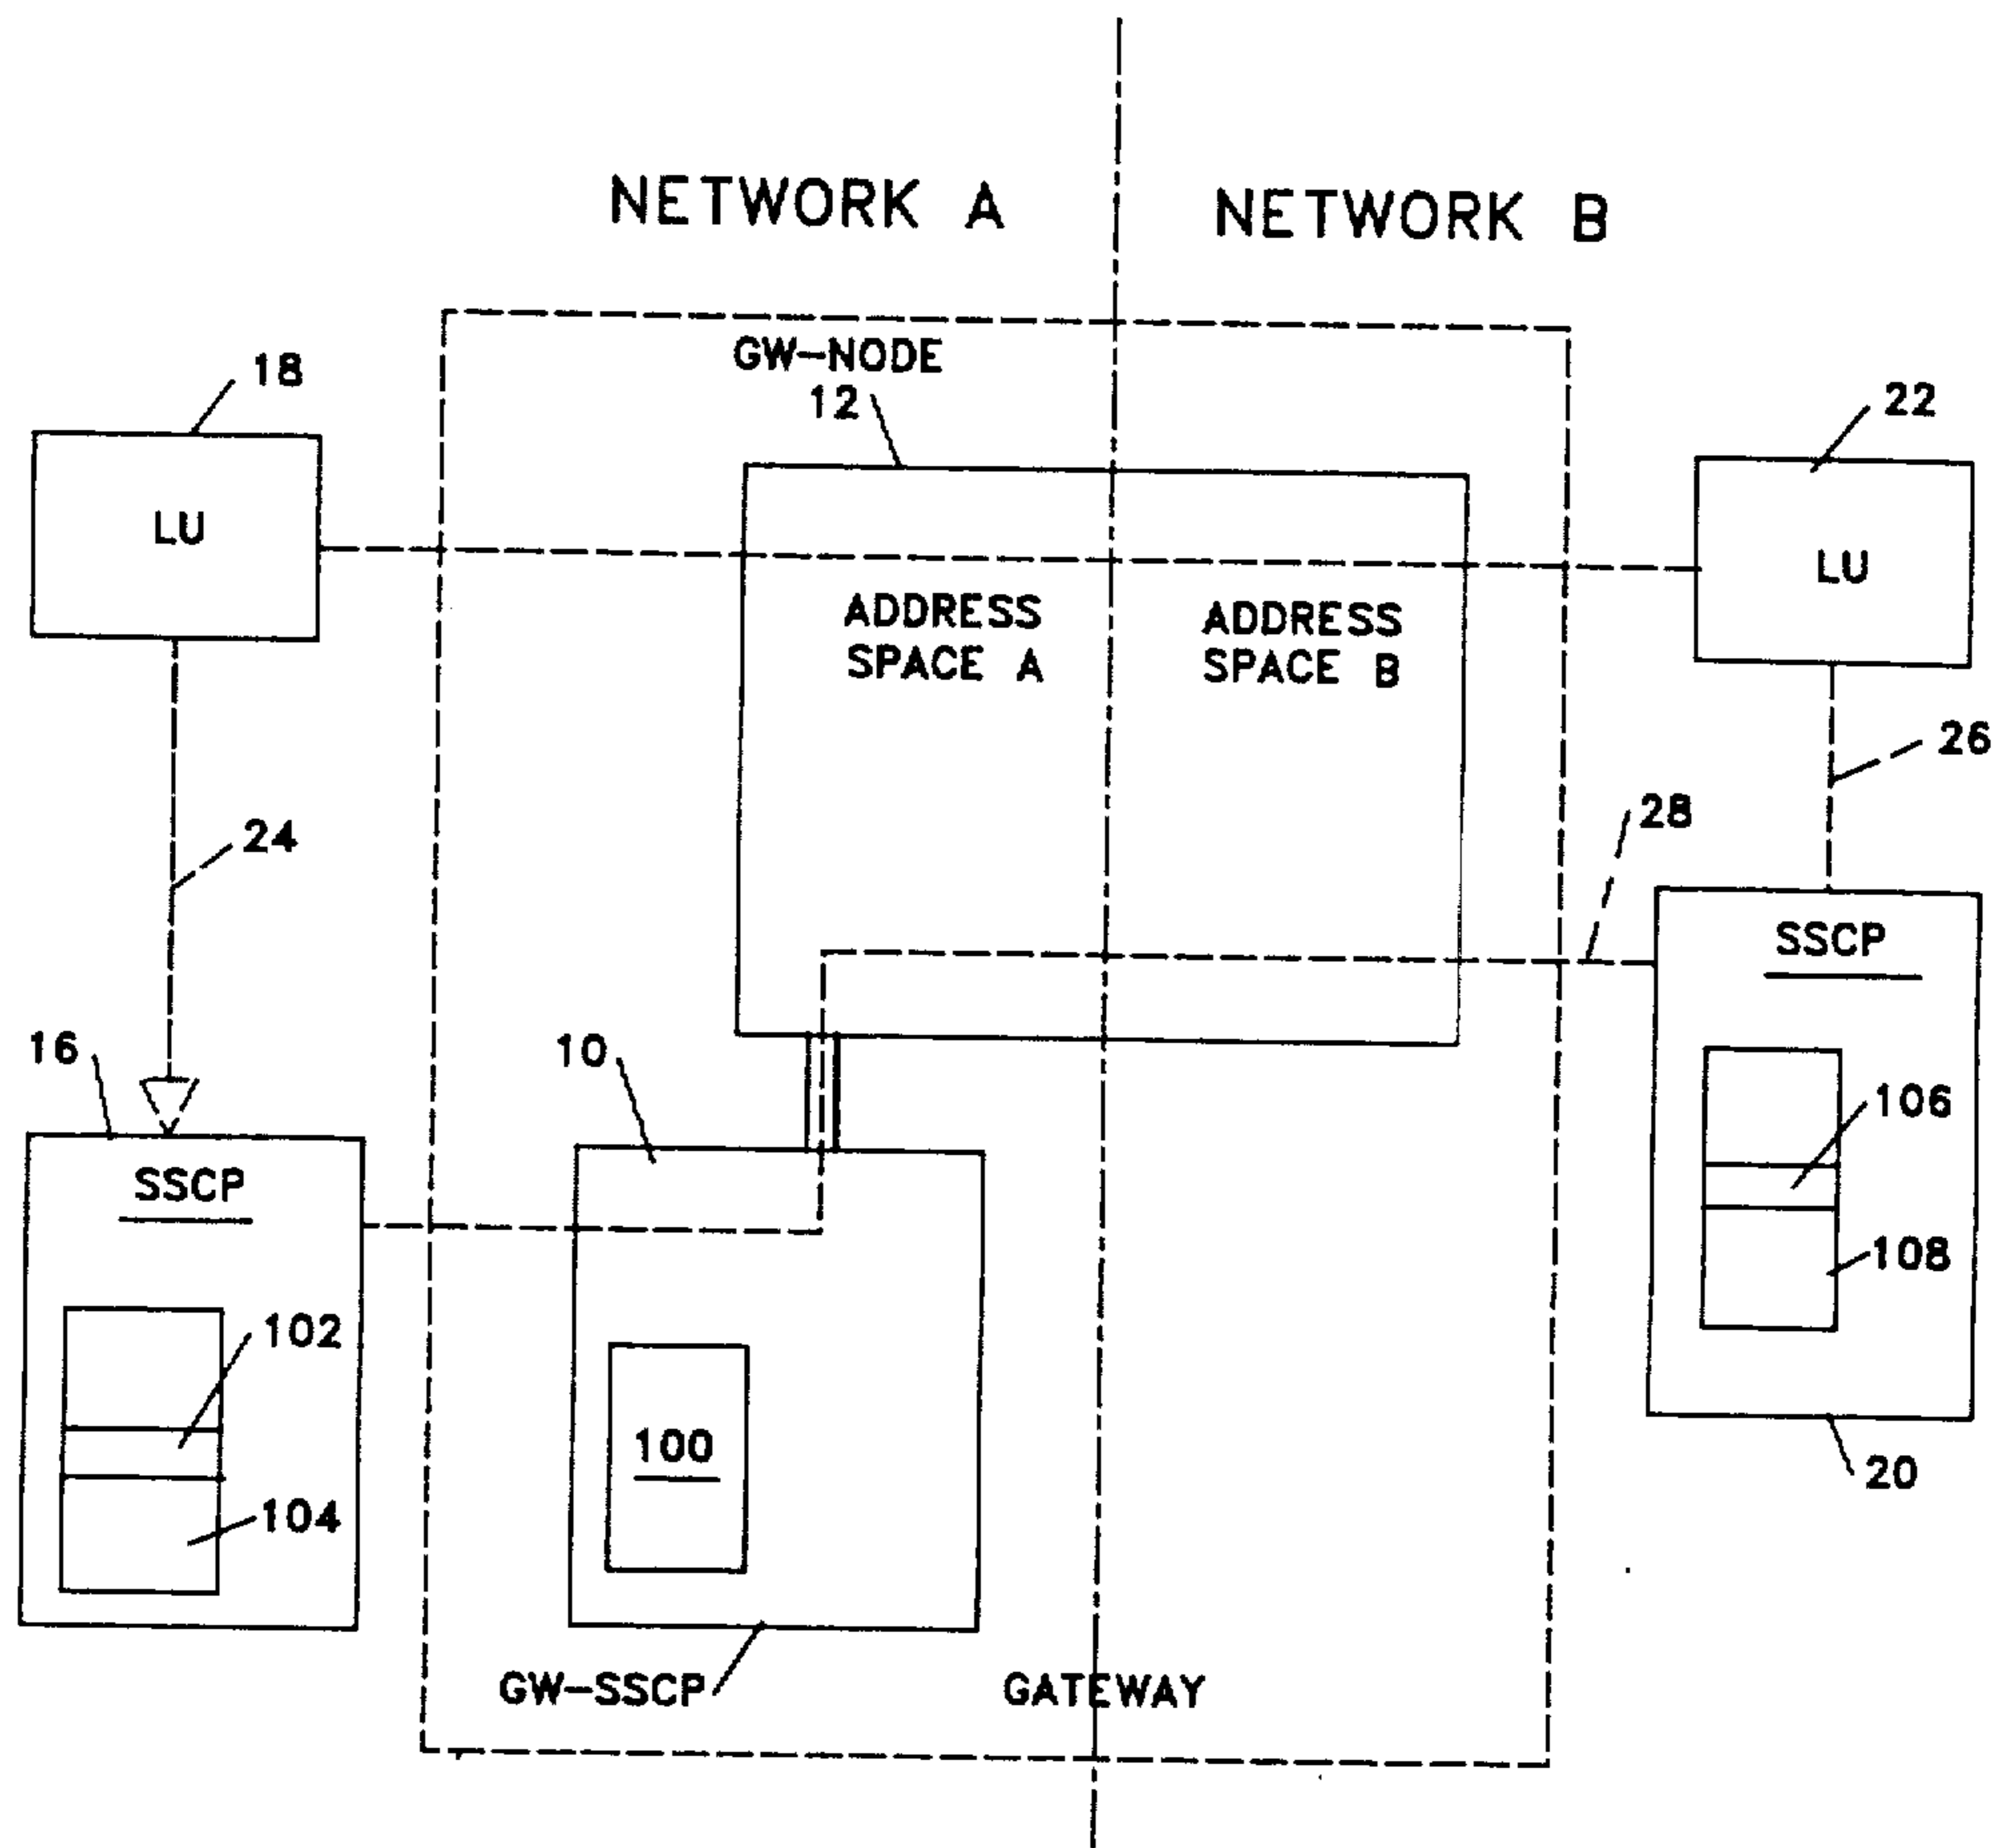 NETWORK A
NETWORK B
GW-NODE
12
18
22
LU
LU
ADDRESS
SPACE A
ADDRESS
SPACE B
26
28
24
SSCP
16
10
106
SSCP
108
102
100
20
104
GW-SSCP
GATEWAY